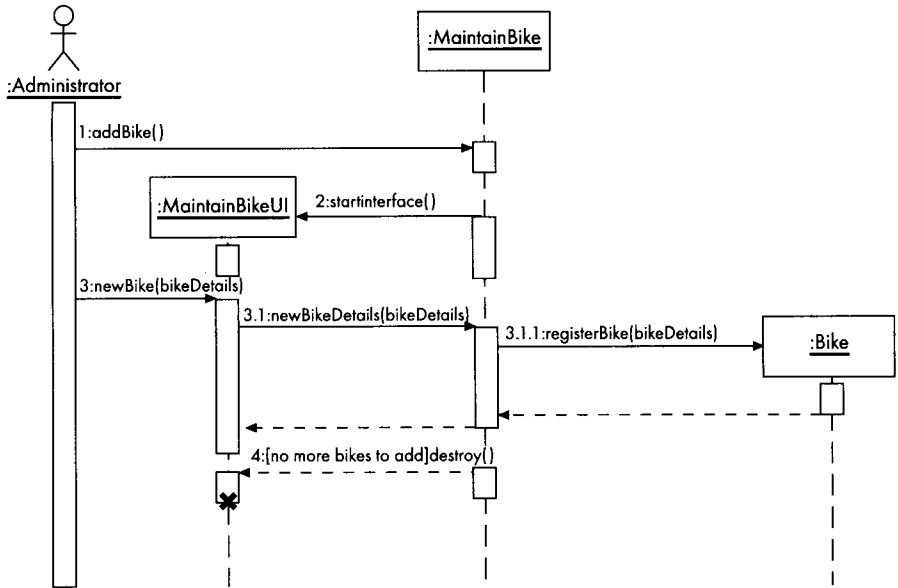 :MaintainBike
:Administrator
1:addBike()
2:startinterface()
:MaintainBikeUI
3:newBike(bikeDetails)
3.1:newBikeDetails(bikeDetails)
3.1.1:registerBike(bikeDetails)
:Bike
4:[no more bikes to add]destroy()